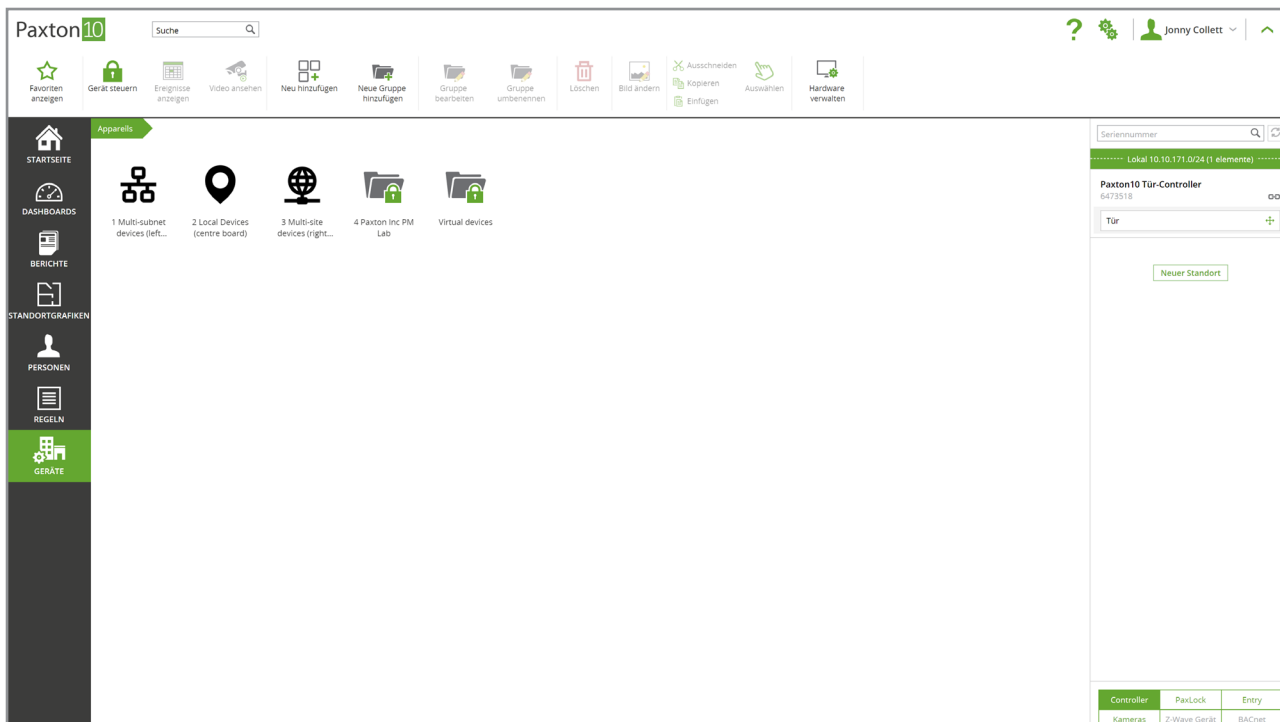 Paxton10
Suche
Jonny Collett
Favoriten anzeigen
Gerät steuern
Ereignisse anzeigen
Video ansehen
Neu hinzufügen
Neue Gruppe hinzufügen
Gruppe bearbeiten
Gruppe umbenennen
Löschen
Bild ändern
Ausschneiden
Kopieren
Einfügen
Auswählen
Hardware verwalten
STARTSEITE
DASHBOARDS
BERICHTE
STANDORTGRAFIKEN
PERSONEN
REGELN
GERÄTE
Appareils
1 Multi-subnet
devices (left...
2 Local Devices
(centre board)
3 Multi-site
devices (right...
4 Paxton Inc PM
Lab
Virtual devices
Seriennummer
Lokal 10.10.171.0/24 (1 elemente)
Paxton10 Tür-Controller
6473518
Tür
Neuer Standort
Controller PaxLock Entry
Kameras Z-Wave Gerät BACnet